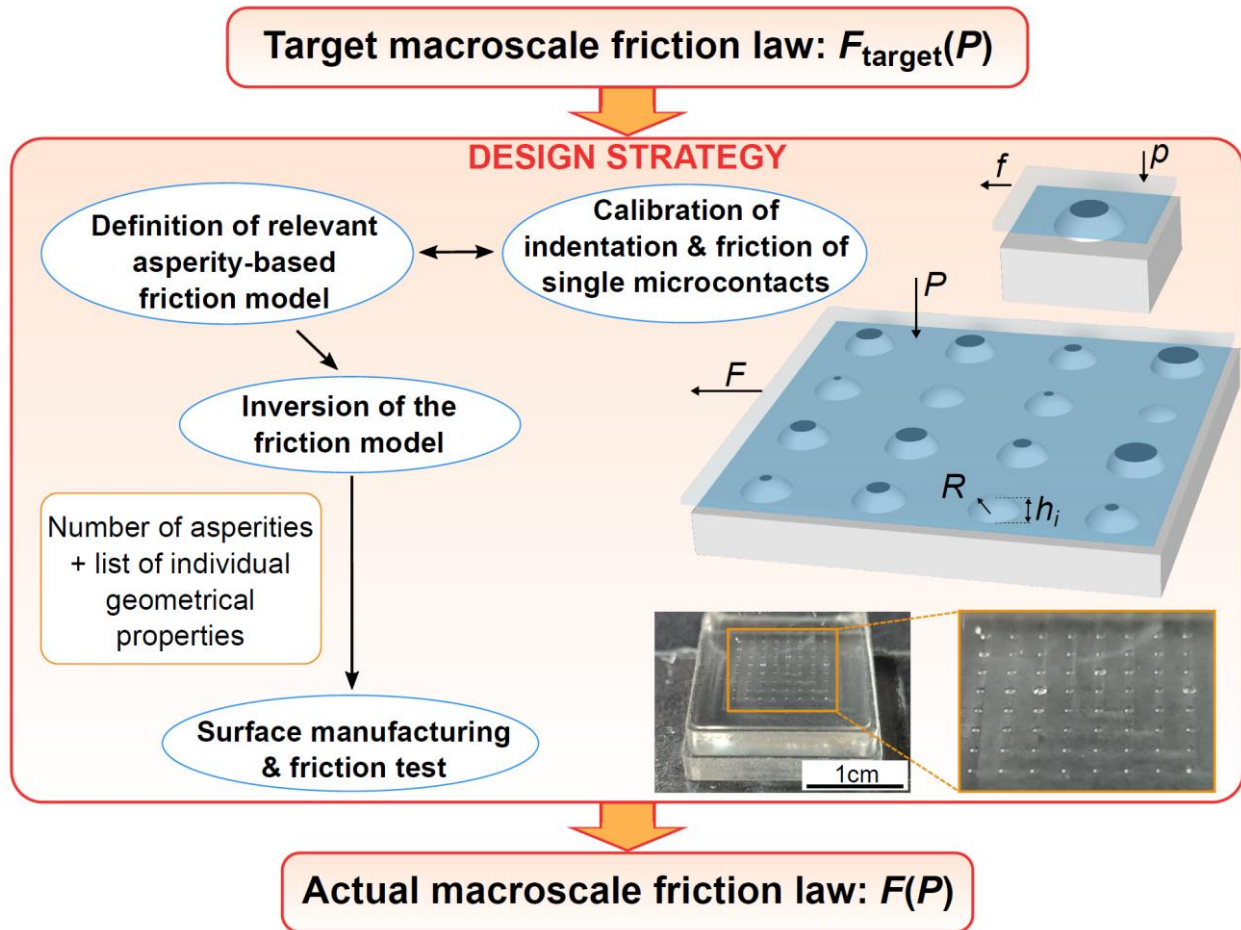 Target macroscale friction law: F_target(P)
DESIGN STRATEGY
Definition of relevant
asperity-based
friction model
Calibration of
indentation & friction of
single microcontacts
f
p
P
F
R
h_i
Inversion of the
friction model
Number of asperities
+ list of individual
geometrical
properties
Surface manufacturing
& friction test
1cm
Actual macroscale friction law: F(P)